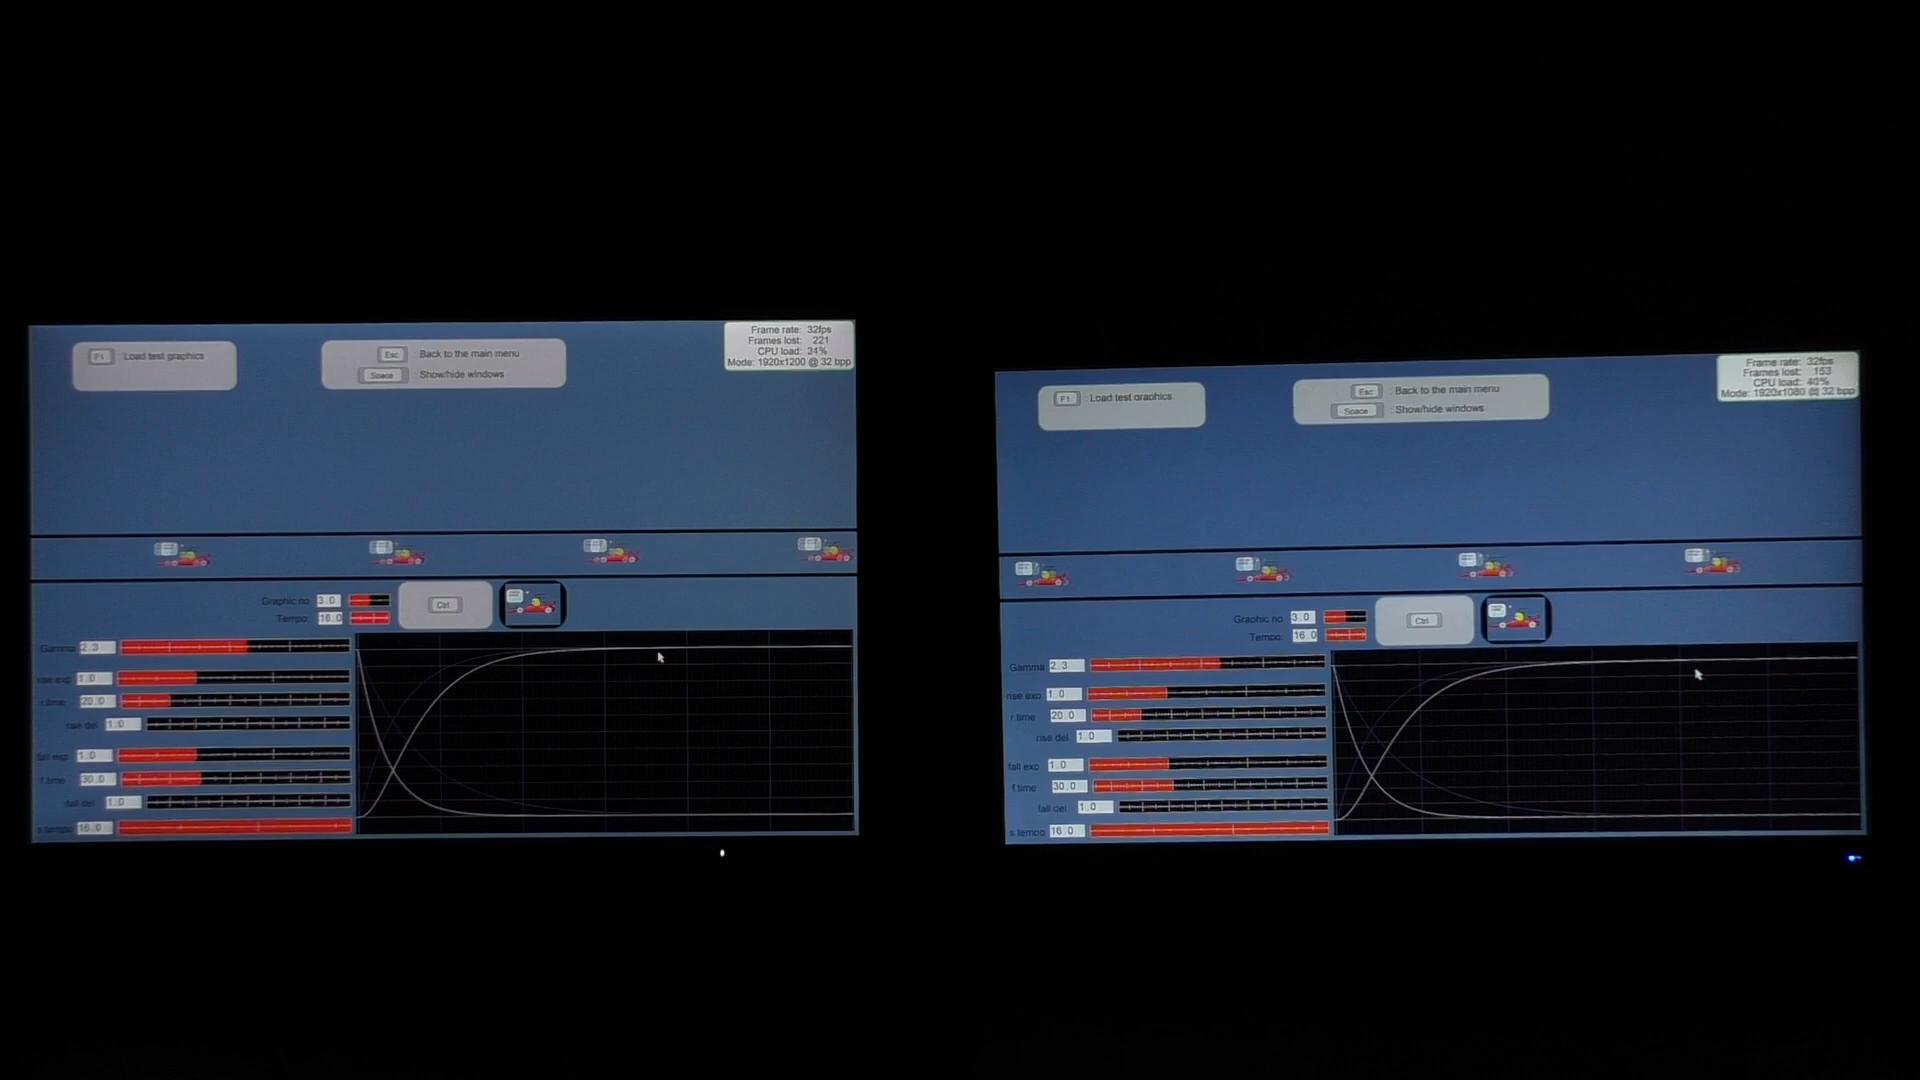 Frame rate: 32fps
Frames lost: 221
CPU load: 34%
Mode: 1920x1200 @ 32 bpp
F1 : Load test graphics
Esc : Back to the main menu
Space : Show/hide windows
Graphic no 3.0
Tempo: 16.0
Ctrl
Gamma 2.3
rise exp 1.0
r.time 20.0
rise del 1.0
fall exp 1.0
f.time 30.0
fall del 1.0
s.tempo 16.0
Frame rate: 32fps
Frames lost: 153
CPU load: 40%
Mode: 1920x1080 @ 32 bpp
F1 : Load test graphics
Esc : Back to the main menu
Space : Show/hide windows
Graphic no 3.0
Tempo: 16.0
Ctrl
Gamma 2.3
rise exp 1.0
r.time 20.0
rise del 1.0
fall exp 1.0
f.time 30.0
fall del 1.0
s.tempo 16.0